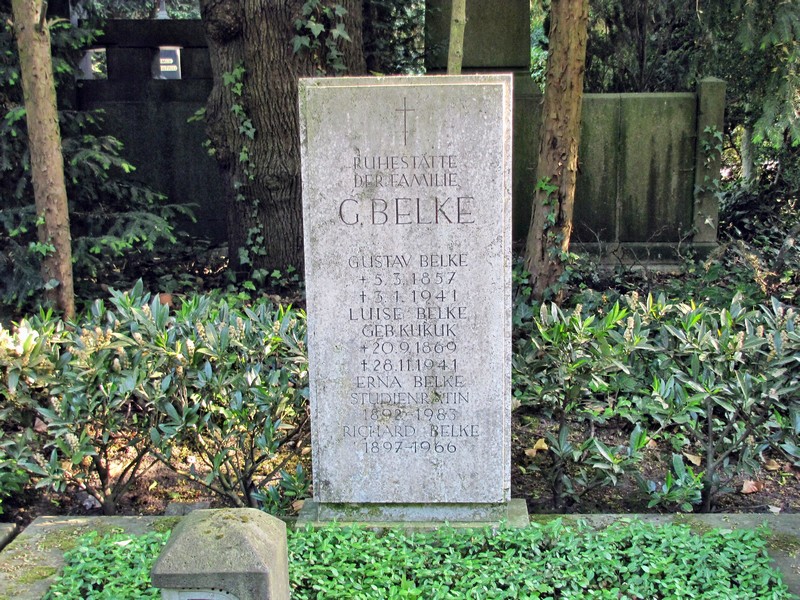 RUHESTÄTTE
DER FAMILIE
G. BELKE
GUSTAV BELKE
+ 5.3.1857
+ 3.1.1941
LUISE BELKE
GEB. KUKUK
+ 20.9.1869
+ 28.11.1941
ERNA BELKE
STUDIENRÄTIN
1892-1983
RICHARD BELKE
1897-1966